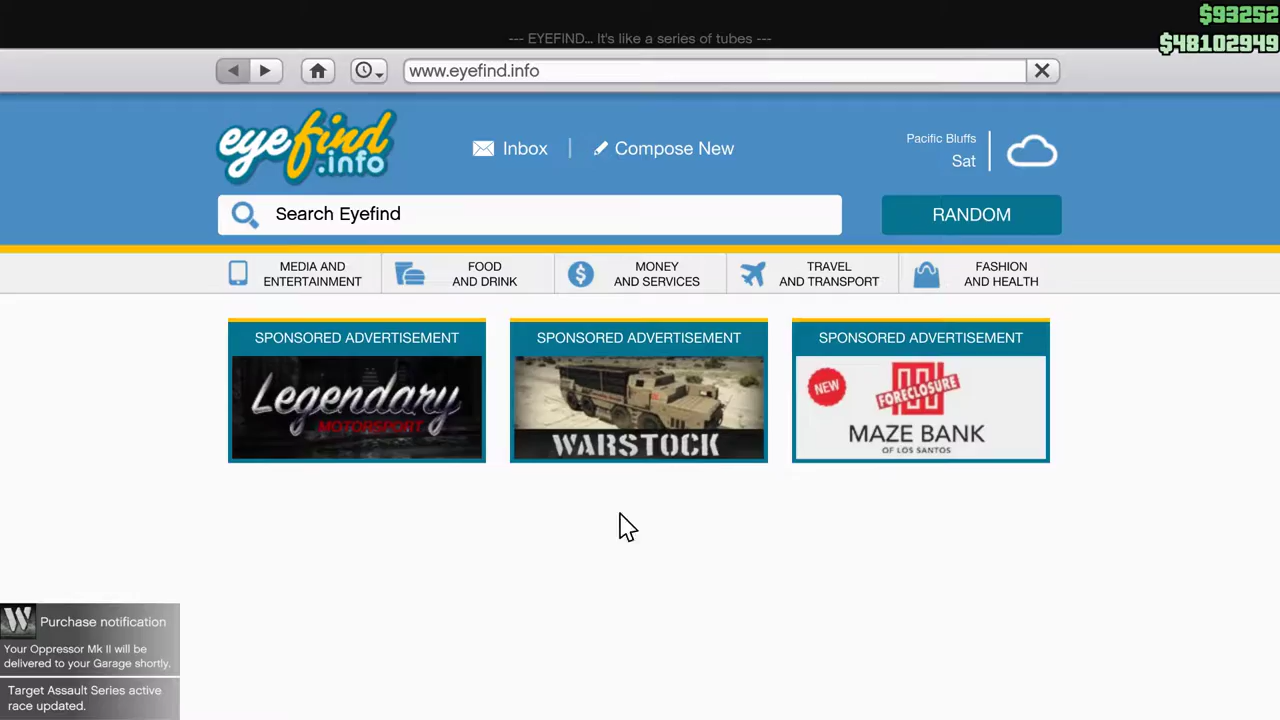 $93252
--- EYEFIND... It's like a series of tubes ---
$48102949
www.eyefind.info
eyefind
.info
Inbox
Compose New
Pacific Bluffs
Sat
Search Eyefind
RANDOM
MEDIA AND
ENTERTAINMENT
FOOD
AND DRINK
MONEY
AND SERVICES
TRAVEL
AND TRANSPORT
FASHION
AND HEALTH
SPONSORED ADVERTISEMENT
Legendary
MOTORSPORT
SPONSORED ADVERTISEMENT
WARSTOCK
SPONSORED ADVERTISEMENT
NEW
FORECLOSURE
MAZE BANK
OF LOS SANTOS
W
Purchase notification
Your Oppressor Mk II will be
delivered to your Garage shortly.
Target Assault Series active
race updated.